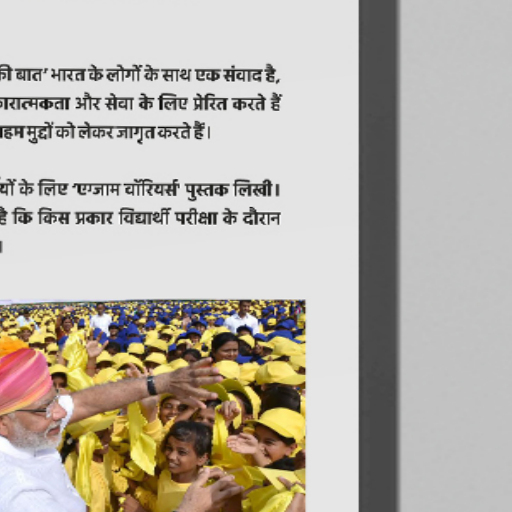 की बात’ भारत के लोगों के साथ एक संवाद है,
कारात्मकता और सेवा के लिए प्रेरित करते हैं
अहम मुद्दों को लेकर जागृत करते हैं।
के लिए ‘एग्जाम वॉरियर्स’ पुस्तक लिखी।
है कि किस प्रकार विद्यार्थी परीक्षा के दौरान
।